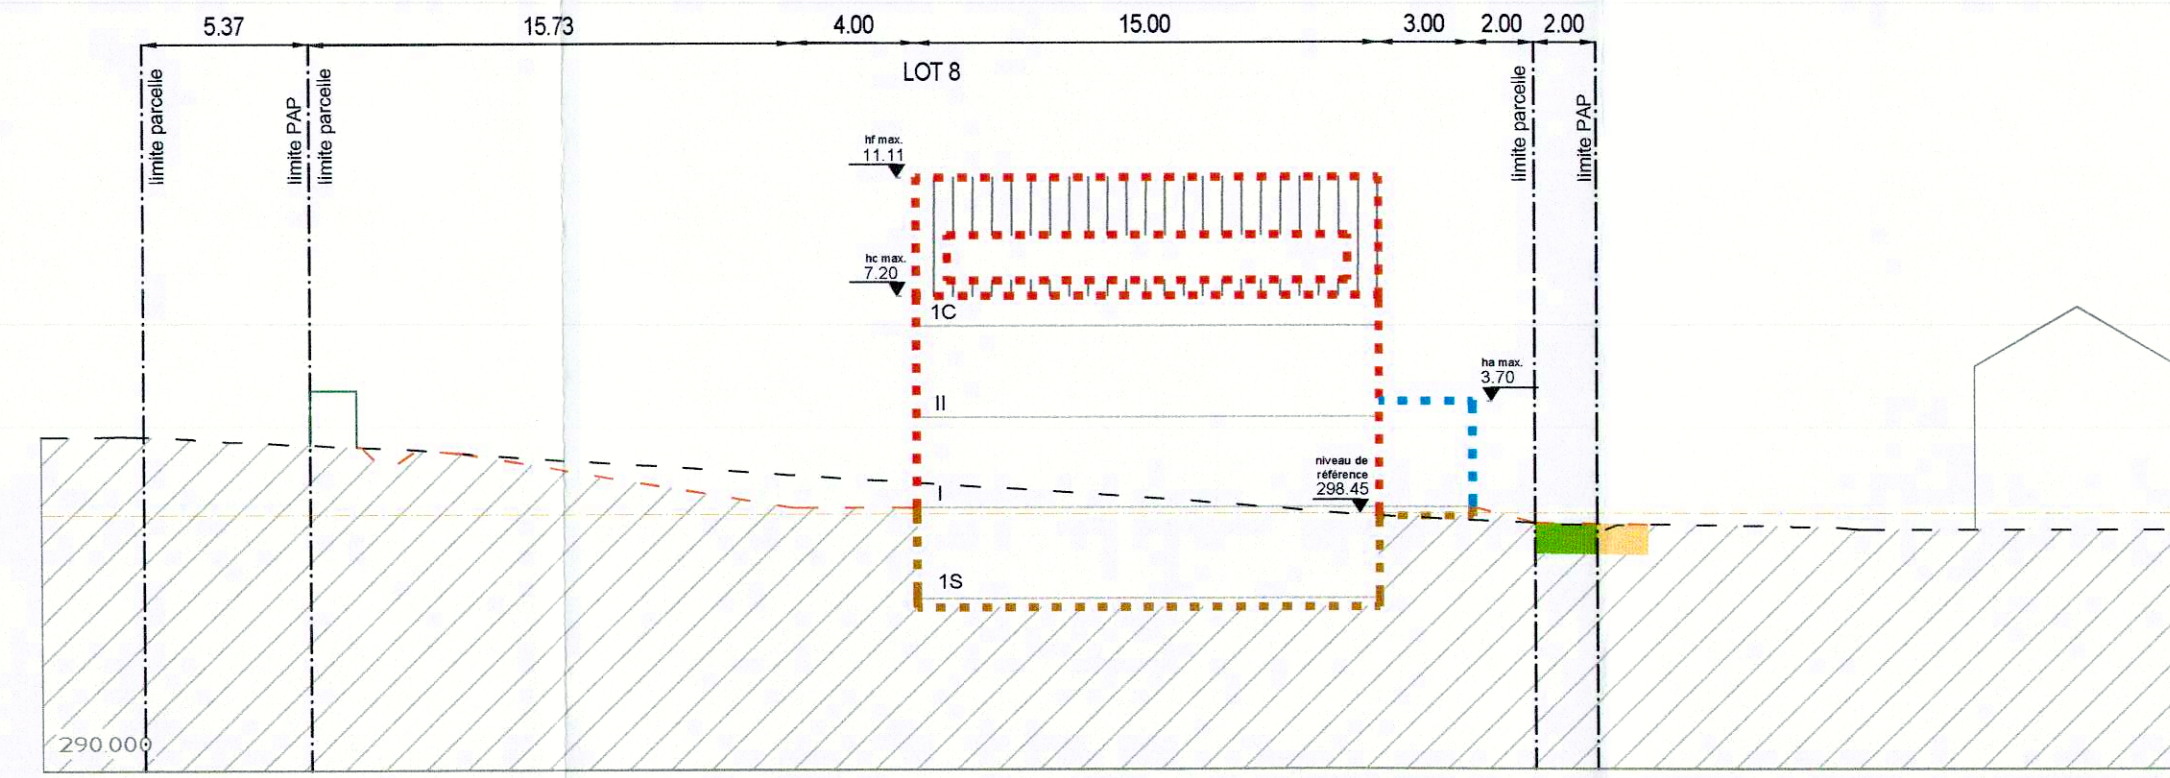 5.37
15.73
4.00
15.00
3.00
2.00
2.00
LOT 8
limite parcelle
limite PAP
limite parcelle
limite parcelle
limite PAP
hf max.
11.11
hc max.
7.20
1C
ha max.
3.70
II
niveau de
référence
298.45
I
1S
290.000